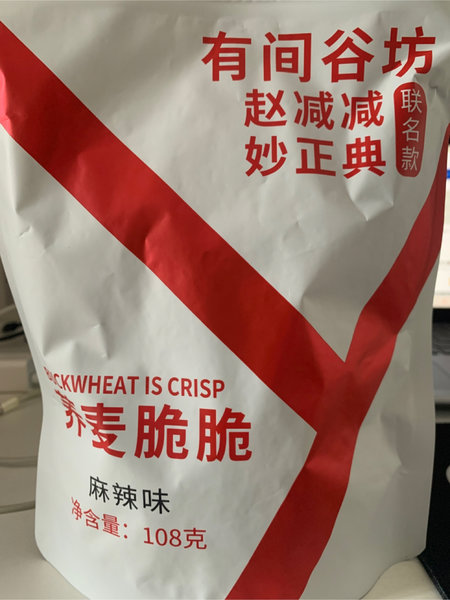 有间谷坊
赵减减
妙正典
联名款
BUCKWHEAT IS CRISP
荞麦脆脆
麻辣味
净含量：108克